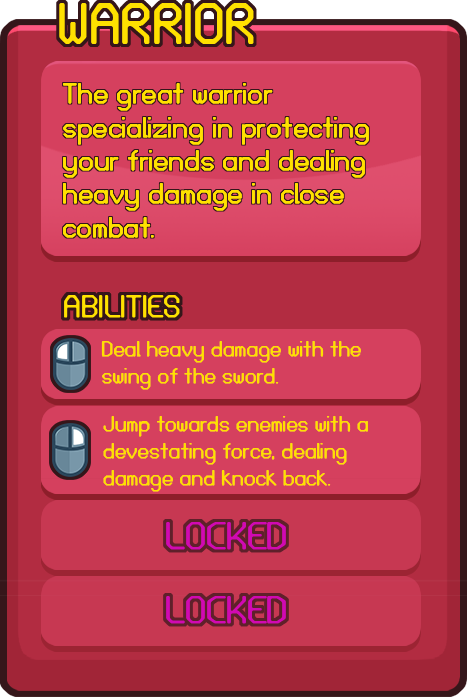 WARRIOR
The great warrior
specializing in protecting
your friends and dealing
heavy damage in close
combat.
ABILITIES
Deal heavy damage with the
swing of the sword.
Jump towards enemies with a
devestating force, dealing
damage and knock back.
LOCKED
LOCKED